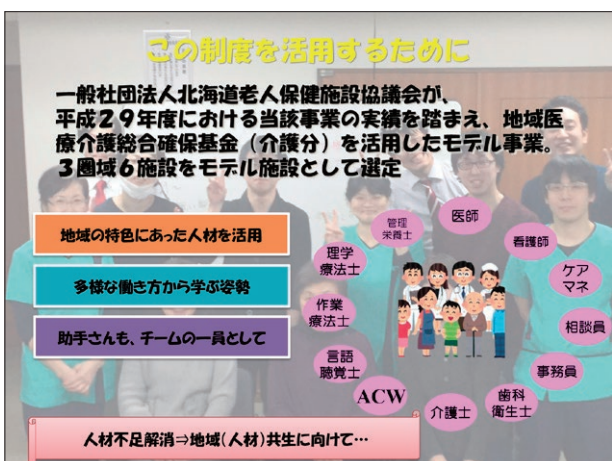 この制度を活用するために
一般社団法人北海道老人保健施設協議会が、
平成２９年度における当該事業の実績を踏まえ、地域医
療介護総合確保基金（介護分）を活用したモデル事業。
３圏域６施設をモデル施設として選定
地域の特色にあった人材を活用
多様な働き方から学ぶ姿勢
助手さんも、チームの一員として
医師
看護師
ケア
マネ
相談員
事務員
歯科
衛生士
介護士
ACW
言語
聴覚士
作業
療法士
理学
療法士
管理
栄養士
人材不足解消⇒地域（人材）共生に向けて…